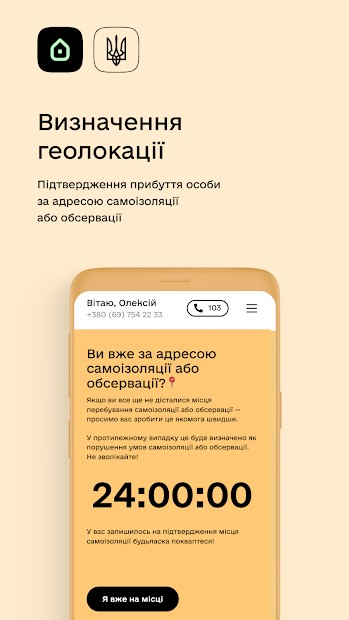 Визначення
геолокації
Підтвердження прибуття особи
за адресою самоізоляції
або обсервації
Вітаю, Олексій
+380 (69) 754 22 33
103
Ви вже за адресою
самоізоляції або
обсервації?
Якщо ви все ще не дісталися місця
перебування самоізоляції або обсервації —
просимо вас зробити це якомога швидше.
У протилежному випадку це буде визначено як
порушення умов самоізоляції або обсервації.
Не зволікайте!
24:00:00
У вас залишилось на підтвердження місця
самоізоляції будьласка покваптеся!
Я вже на місці